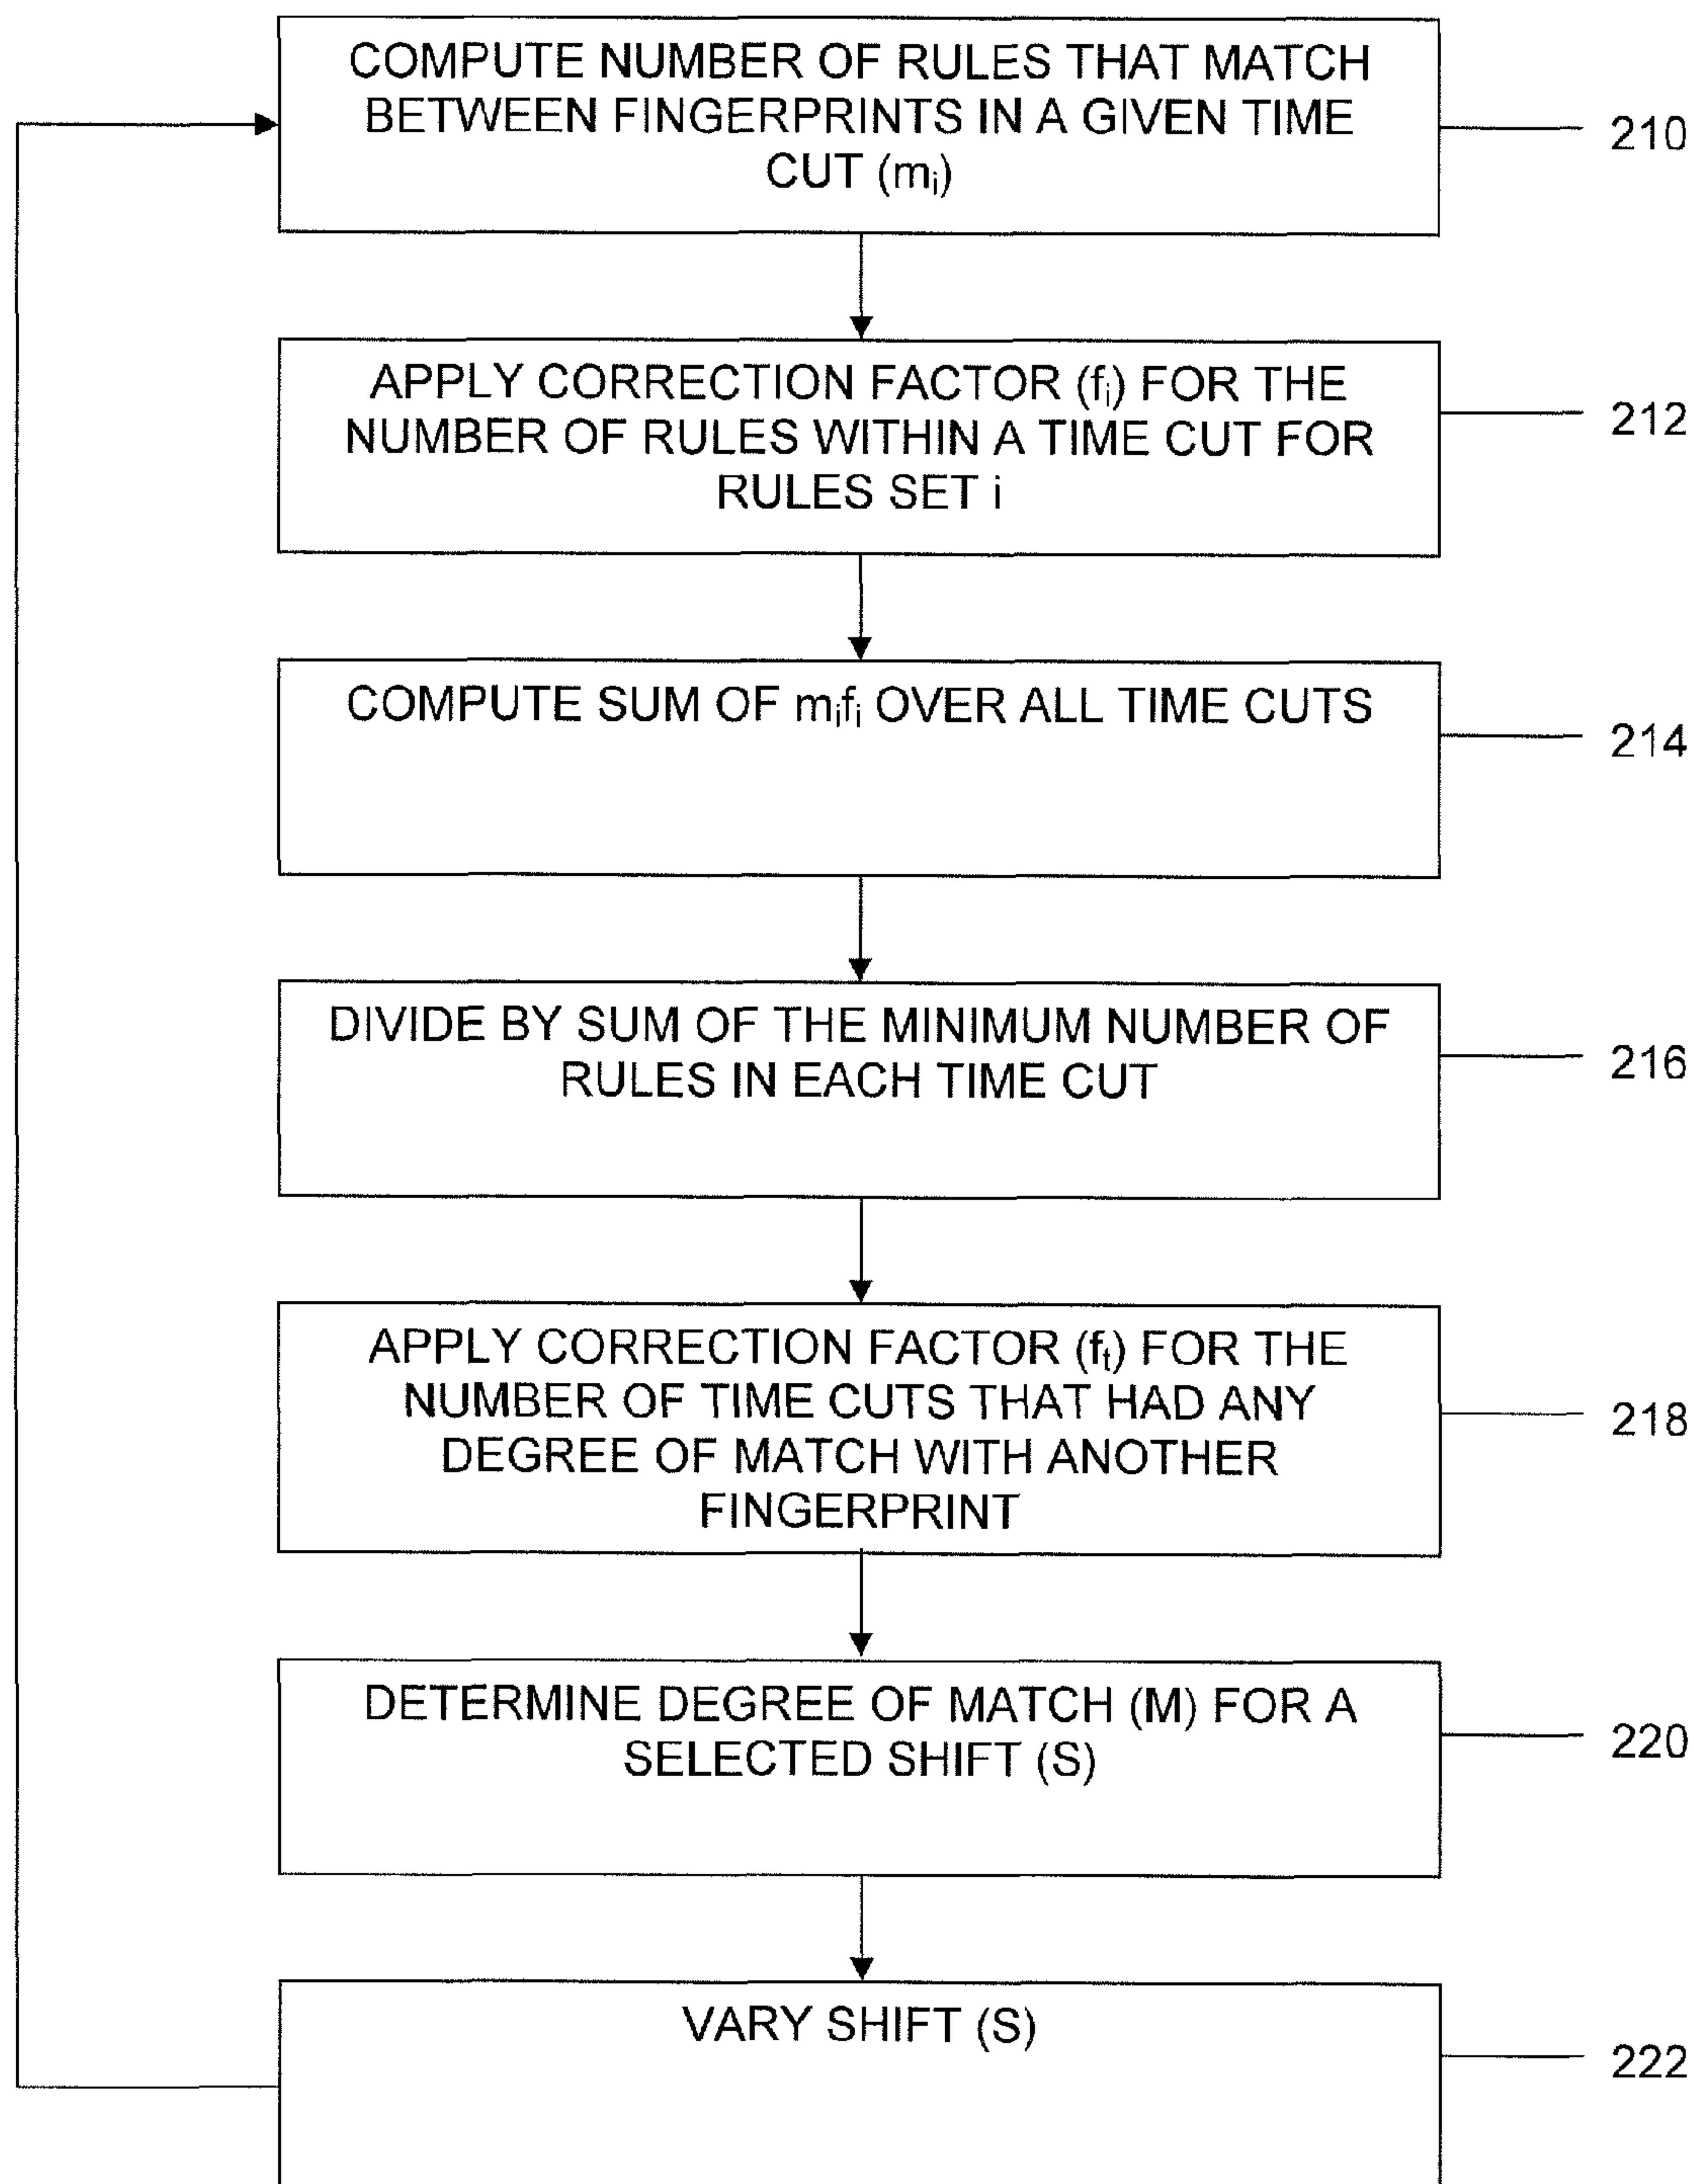 COMPUTE NUMBER OF RULES THAT MATCH
BETWEEN FINGERPRINTS IN A GIVEN TIME
CUT (mᵢ)
210
APPLY CORRECTION FACTOR (fᵢ) FOR THE
NUMBER OF RULES WITHIN A TIME CUT FOR
RULES SET i
212
COMPUTE SUM OF mᵢfᵢ OVER ALL TIME CUTS
214
DIVIDE BY SUM OF THE MINIMUM NUMBER OF
RULES IN EACH TIME CUT
216
APPLY CORRECTION FACTOR (fₜ) FOR THE
NUMBER OF TIME CUTS THAT HAD ANY
DEGREE OF MATCH WITH ANOTHER
FINGERPRINT
218
DETERMINE DEGREE OF MATCH (M) FOR A
SELECTED SHIFT (S)
220
VARY SHIFT (S)
222